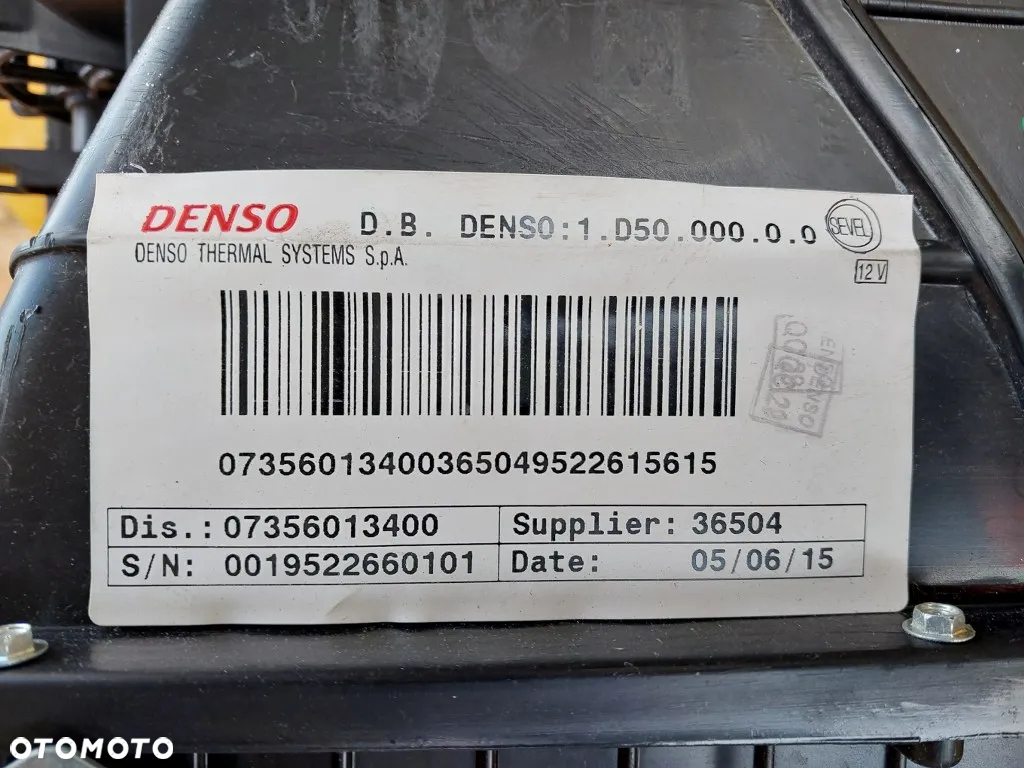 DENSO D.B. DENSO:1.D50.000.0.0 SEVEL
DENSO THERMAL SYSTEMS S.p.A.
12 V
DENSO
07356013400365049522615615
Dis.: 07356013400 Supplier: 36504
S/N: 0019522660101 Date: 05/06/15
OTOMOTO